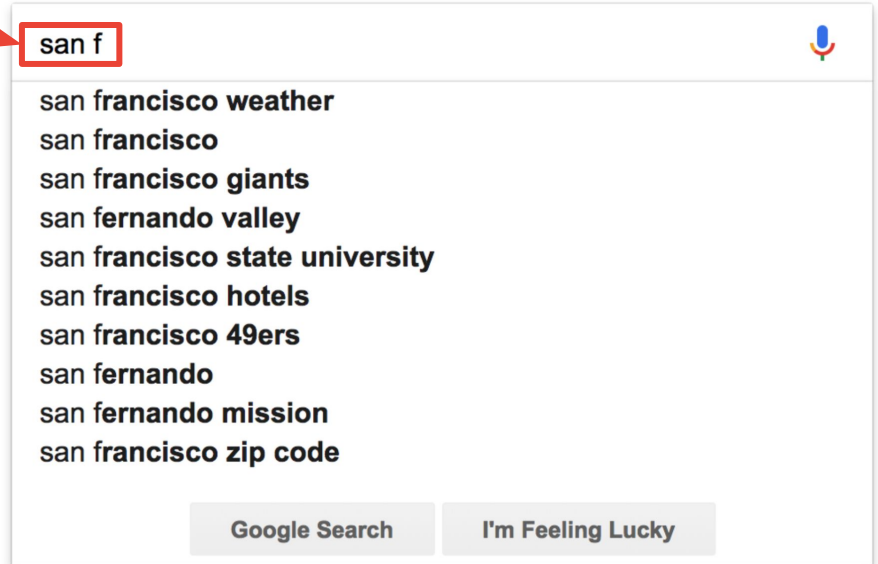 san f
san francisco weather
san francisco
san francisco giants
san fernando valley
san francisco state university
san francisco hotels
san francisco 49ers
san fernando
san fernando mission
san francisco zip code
Google Search
I'm Feeling Lucky